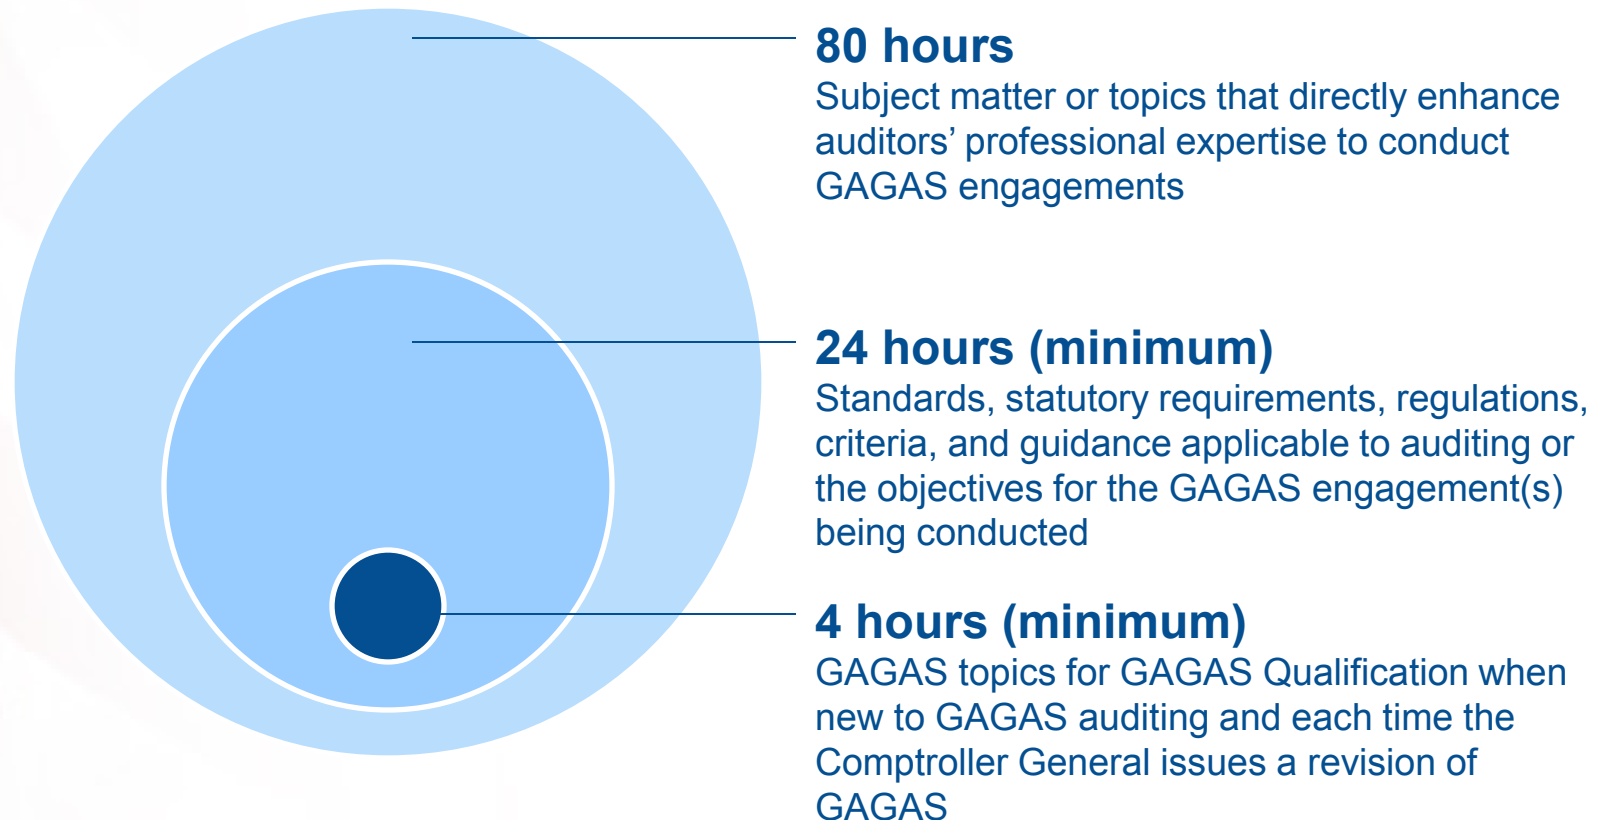 80 hours
Subject matter or topics that directly enhance
auditors’ professional expertise to conduct
GAGAS engagements
24 hours (minimum)
Standards, statutory requirements, regulations,
criteria, and guidance applicable to auditing or
the objectives for the GAGAS engagement(s)
being conducted
4 hours (minimum)
GAGAS topics for GAGAS Qualification when
new to GAGAS auditing and each time the
Comptroller General issues a revision of
GAGAS